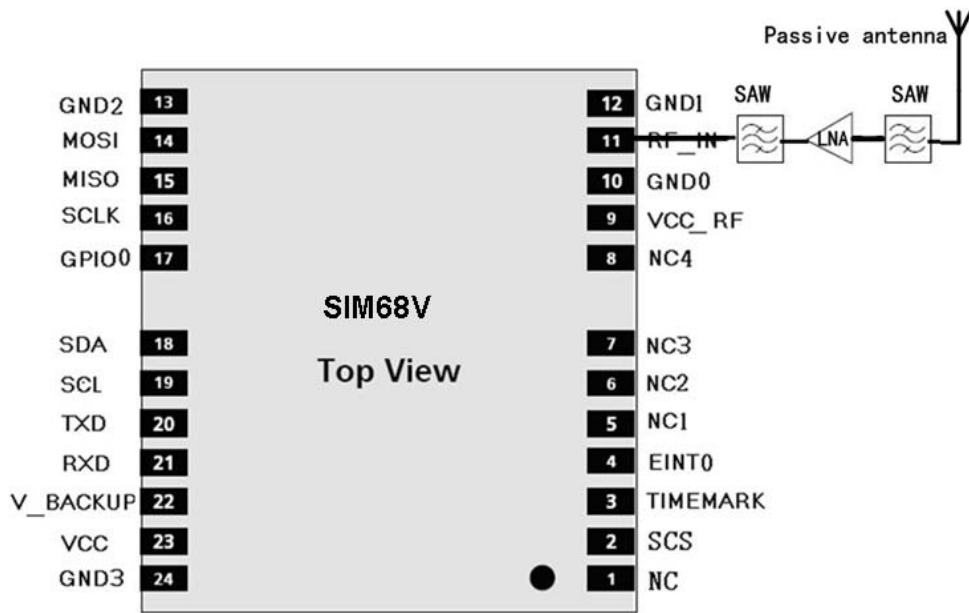 Passive antenna
SAW
SAW
LNA
GND2 13
MOSI 14
MISO 15
SCLK 16
GPIO0 17
SDA 18
SCL 19
TXD 20
RXD 21
V_BACKUP 22
VCC 23
GND3 24
SIM68V
Top View
12 GND1
11 RF_IN
10 GND0
9 VCC_RF
8 NC4
7 NC3
6 NC2
5 NC1
4 EINT0
3 TIMEMARK
2 SCS
1 NC